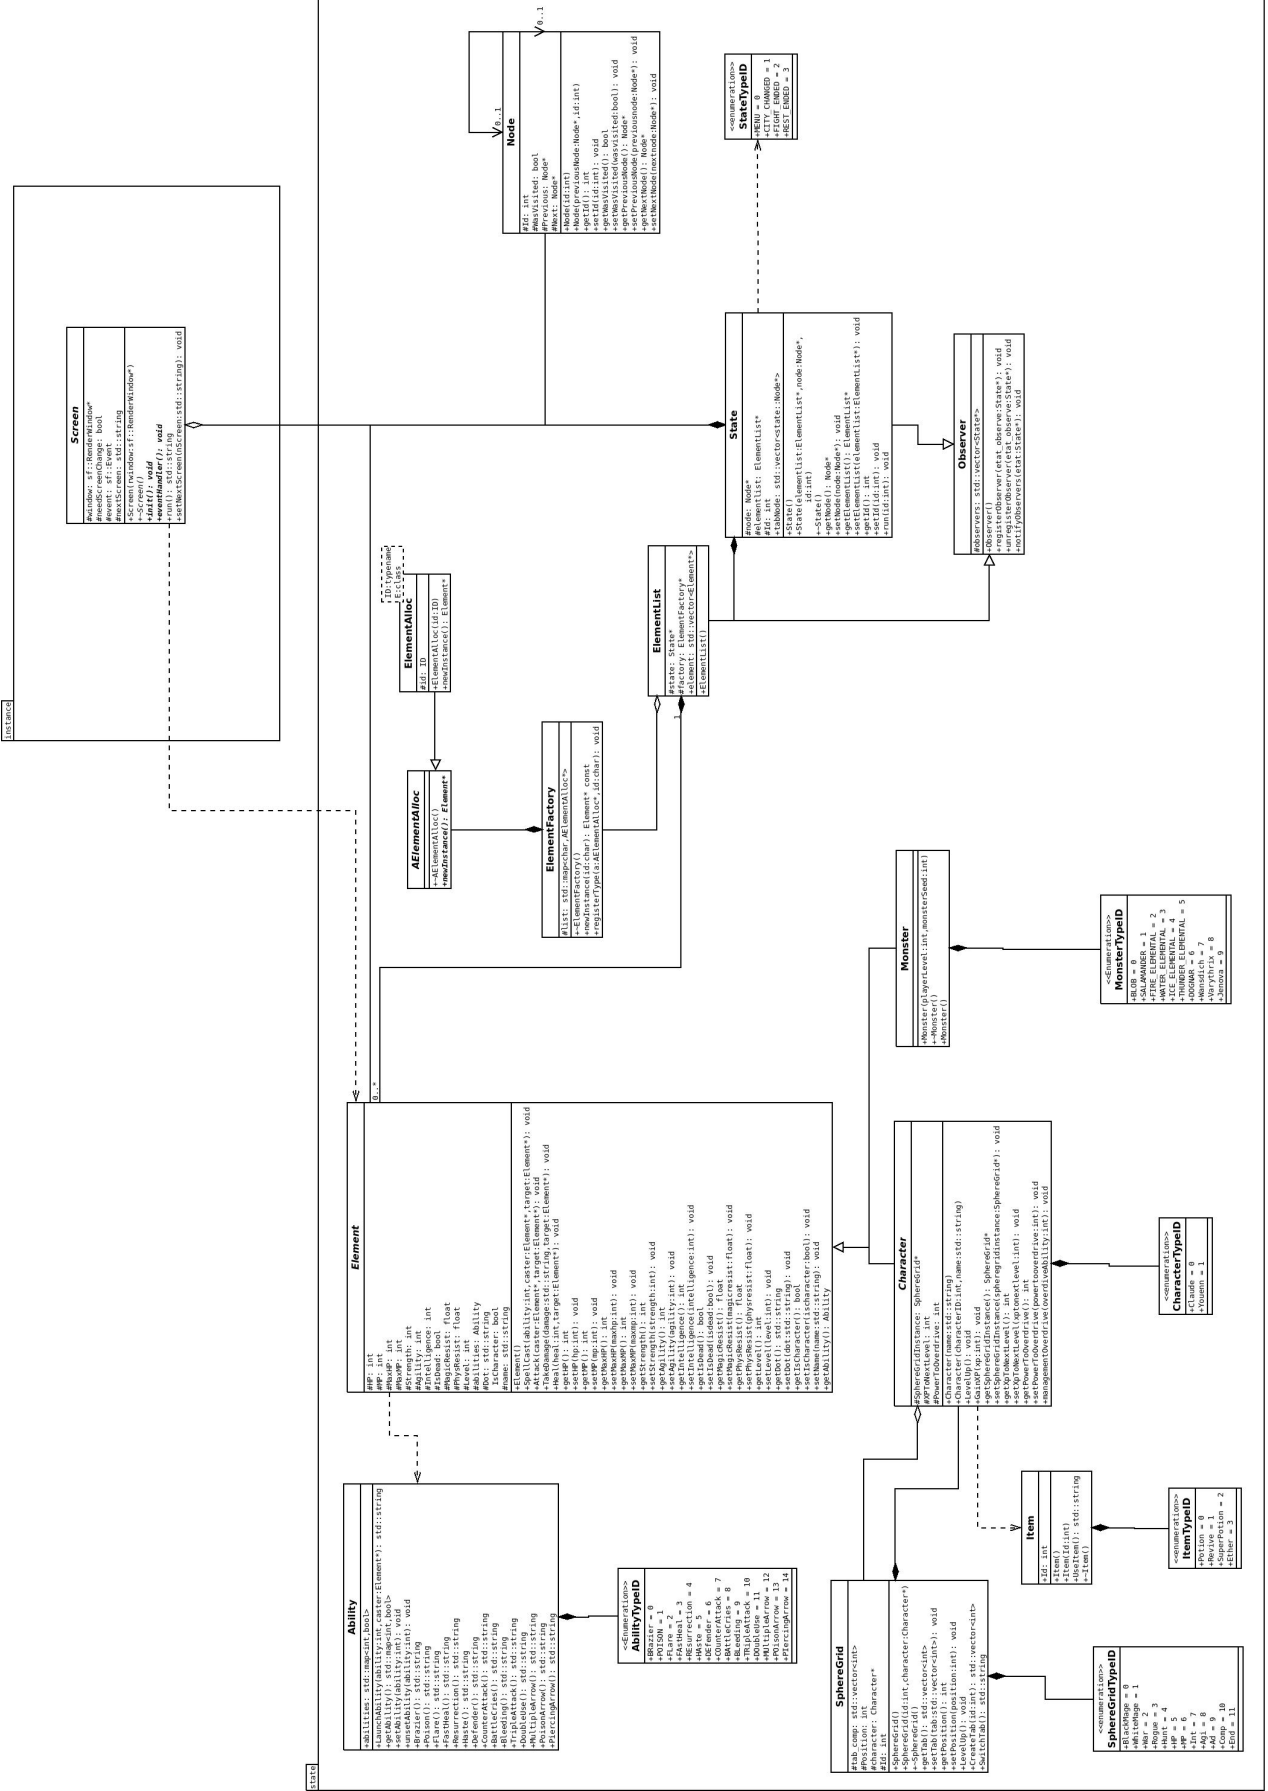 instance
Screen
#window: sf::RenderWindow*
#needScreenChange: bool
#event: sf::Event
#nextScreen: std::string
+Screen(rwindow:sf::RenderWindow*)
+~Screen()
+init(): void
+eventHandler(): void
+run(): std::string
+setNextScreen(nScreen:std::string): void
state
Ability
+abilities: std::map<int,bool>
+LaunchAbility(ability:int,caster:Element*): std::string
+getAbility(): std::map<int,bool>
+setAbility(ability:int): void
+unsetAbility(ability:int): void
+Brazier(): std::string
+Poison(): std::string
+Flare(): std::string
+FastHeal(): std::string
+Resurrection(): std::string
+Haste(): std::string
+Defender(): std::string
+CounterAttack(): std::string
+BattleCries(): std::string
+Bleeding(): std::string
+TripleAttack(): std::string
+DoubleUse(): std::string
+MultipleArrow(): std::string
+PoisonArrow(): std::string
+PiercingArrow(): std::string
Element
#HP: int
#MP: int
#MaxHP: int
#MaxMP: int
#Strength: int
#Agility: int
#Intelligence: int
#IsDead: bool
#MagicResist: float
#PhysResist: float
#Level: int
#abilities: Ability
#Dot: std::string
#isCharacter: bool
#name: std::string
+Element()
+SpellCast(ability:int,caster:Element*,target:Element*): void
+Attack(caster:Element*,target:Element*): void
+TakeDamage(damage:std::string,target:Element*): void
+Heal(heal:int,target:Element*): void
+getHP(): int
+setHP(hp:int): void
+getMP(): int
+setMP(mp:int): void
+getMaxHP(): int
+setMaxHP(maxhp:int): void
+getMaxMP(): int
+setMaxMP(maxmp:int): void
+getStrength(): int
+setStrength(strength:int): void
+getAgility(): int
+setAgility(agility:int): void
+getIntelligence(): int
+setIntelligence(intelligence:int): void
+getIsDead(): bool
+setIsDead(isdead:bool): void
+getMagicResist(): float
+setMagicResist(magicresist:float): void
+getPhysResist(): float
+setPhysResist(physresist:float): void
+getLevel(): int
+setLevel(level:int): void
+getDot(): std::string
+setDot(dot:std::string): void
+getIsCharacter(): bool
+setIsCharacter(ischaracter:bool): void
+setName(name:std::string): void
+getAbility(): Ability
0..*
AElementAlloc
+~AElementAlloc()
+newInstance(): Element*
ID:typename
E:class
ElementAlloc
#id: ID
+ElementAlloc(id:ID)
+newInstance(): Element*
Node
#Id: int
#WasVisited: bool
#Previous: Node*
#Next: Node*
+Node(id:int)
+Node(previousNode:Node*,id:int)
+getId(): int
+setId(id:int): void
+getWasVisited(): bool
+setWasVisited(wasvisited:bool): void
+getPreviousNode(): Node*
+setPreviousNode(previousnode:Node*): void
+getNextNode(): Node*
+setNextNode(nextnode:Node*): void
0..1
0..1
ElementFactory
#list: std::map<char,AElementAlloc*>
+~ElementFactory()
+newInstance(id:char): Element* const
+registerType(a:AElementAlloc*,id:char): void
<<Enumeration>>
AbilityTypeID
+BRazier = 0
+POISON = 1
+FLare = 2
+FAstHeal = 3
+REsurrection = 4
+HAste = 5
+DEfender = 6
+COunterAttack = 7
+BAttleCries = 8
+BLeeding = 9
+TRipleAttack = 10
+DOubleUse = 11
+MUltipleArrow = 12
+POisonArrow = 13
+PIercingArrow = 14
ElementList
#state: State*
#factory: ElementFactory*
+element: std::vector<Element*>
+ElementList()
1
State
#node: Node*
#elementlist: ElementList*
#Id: int
+tabNode: std::vector<state::Node*>
+State()
+State(elementlist:ElementList*,node:Node*,
id:int)
+~State()
+getNode(): Node*
+setNode(node:Node*): void
+getElementList(): ElementList*
+setElementList(elementlist:ElementList*): void
+getId(): int
+setId(id:int): void
+run(id:int): void
<<enumeration>>
StateTypeID
+MENU = 0
+CITY_CHANGED = 1
+FIGHT_ENDED = 2
+REST_ENDED = 3
SphereGrid
#tab_comp: std::vector<int>
#Position: int
#character: Character*
#Id: int
+SphereGrid()
+SphereGrid(id:int,character:Character*)
+~SphereGrid()
+getTab(): std::vector<int>
+setTab(tab:std::vector<int>): void
+getPosition(): int
+setPosition(position:int): void
+LevelUp(): void
+CreateTab(id:int): std::vector<int>
+SwitchTab(): std::string
Character
#SphereGridInstance: SphereGrid*
#XPToNextLevel: int
#PowerToOverdrive: int
+Character(name:std::string)
+Character(characterID:int,name:std::string)
+LevelUp(): void
+GainXP(xp:int): void
+getSphereGridInstance(): SphereGrid*
+setSphereGridInstance(spheregridinstance:SphereGrid*): void
+getXpToNextLevel(): int
+setXpToNextLevel(xptonextlevel:int): void
+getPowerToOverdrive(): int
+setPowerToOverdrive(powertooverdrive:int): void
+managementOverdrive(overdiveAbility:int): void
Monster
+Monster(playerLevel:int,monsterSeed:int)
+~Monster()
+Monster()
Observer
#observers: std::vector<State*>
+Observer()
+registerObserver(etat_observe:State*): void
+unregisterObserver(etat_observe:State*): void
+notifyObservers(etat:State*): void
Item
+Id: int
+Item()
+Item(Id:int)
+UseItem(): std::string
+~Item()
<<Enumeration>>
MonsterTypeID
+BLOB = 0
+SALAMANDER = 1
+FIRE_ELEMENTAL = 2
+WATER_ELEMENTAL = 3
+ICE_ELEMENTAL = 4
+THUNDER_ELEMENTAL = 5
+DOGNAR = 6
+Wansdich = 7
+Varythrix = 8
+Jenova = 9
<<enumeration>>
SphereGridTypeID
+BlackMage = 0
+WhiteMage = 1
+War = 2
+Rogue = 3
+Hunt = 4
+HP = 5
+MP = 6
+Int = 7
+Agi = 8
+Ad = 9
+Comp = 10
+End = 11
<<enumeration>>
ItemTypeID
+Potion = 0
+Revive = 1
+SuperPotion = 2
+Ether = 3
<<enumeration>>
CharacterTypeID
+Claude = 0
+Youenn = 1